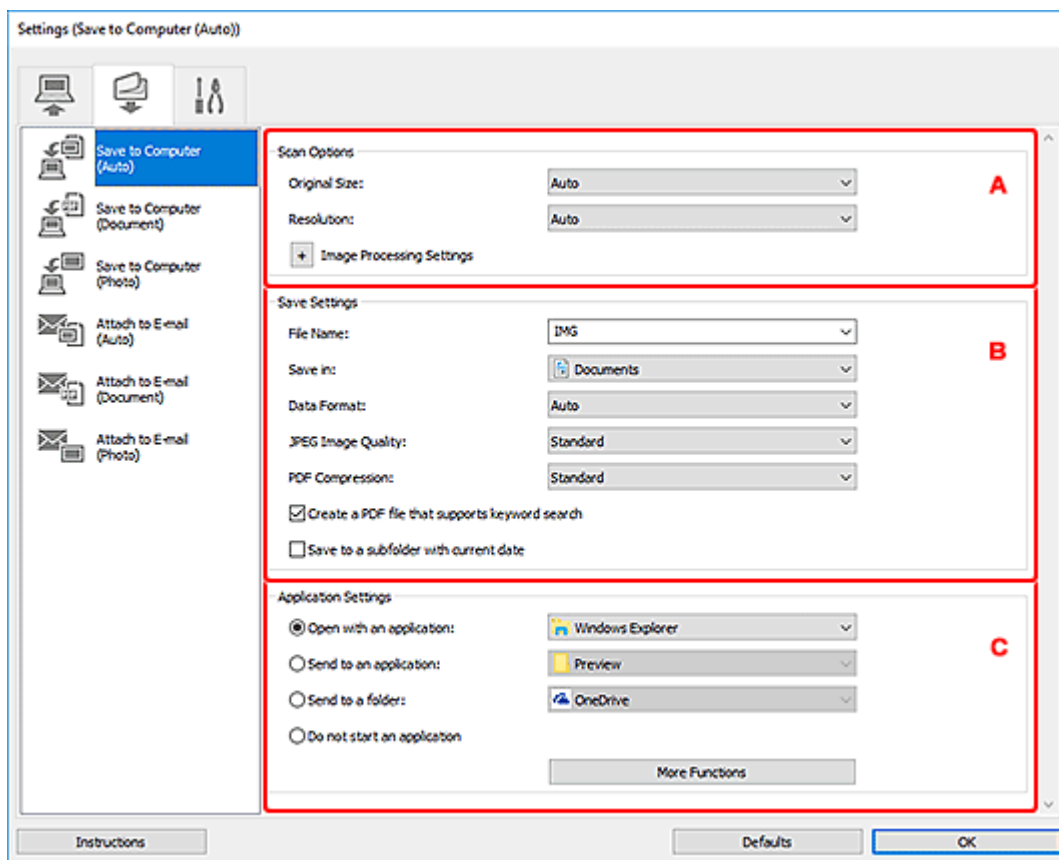 Settings (Save to Computer (Auto))
Save to Computer
(Auto)
Save to Computer
(Document)
Save to Computer
(Photo)
Attach to E-mail
(Auto)
Attach to E-mail
(Document)
Attach to E-mail
(Photo)
Scan Options
A
Original Size: Auto
Resolution: Auto
+ Image Processing Settings
Save Settings
B
File Name: IMG
Save in: Documents
Data Format: Auto
JPEG Image Quality: Standard
PDF Compression: Standard
Create a PDF file that supports keyword search
Save to a subfolder with current date
Application Settings
C
Open with an application: Windows Explorer
Send to an application: Preview
Send to a folder: OneDrive
Do not start an application
More Functions
Instructions Defaults OK